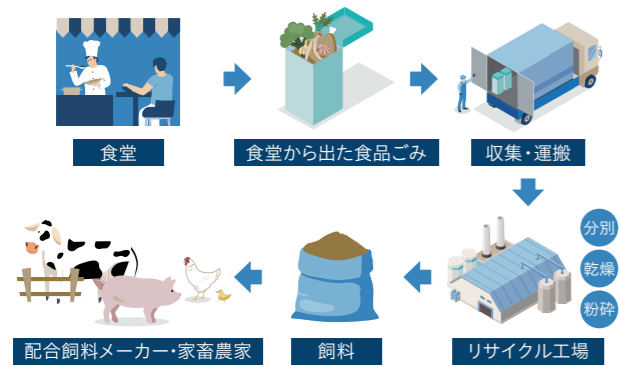 食堂
食堂から出た食品ごみ
収集・運搬
分別
乾燥
粉砕
リサイクル工場
飼料
配合飼料メーカー・家畜農家